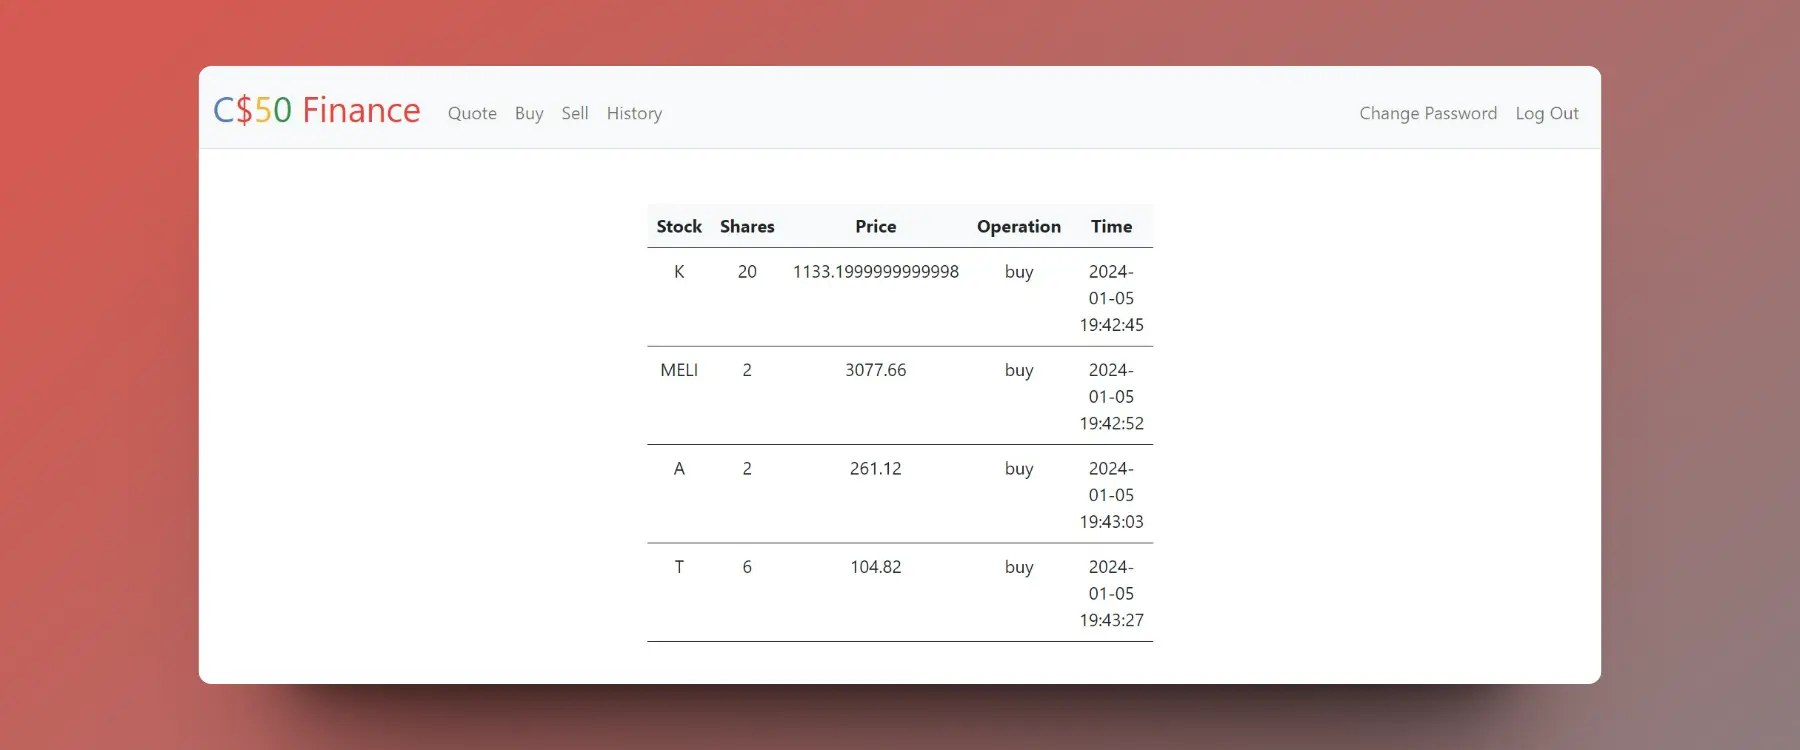 C$50 Finance Quote Buy Sell History Change Password Log Out
Stock Shares Price Operation Time
K 20 1133.1999999999998 buy 2024-
01-05
19:42:45
MELI 2 3077.66 buy 2024-
01-05
19:42:52
A 2 261.12 buy 2024-
01-05
19:43:03
T 6 104.82 buy 2024-
01-05
19:43:27